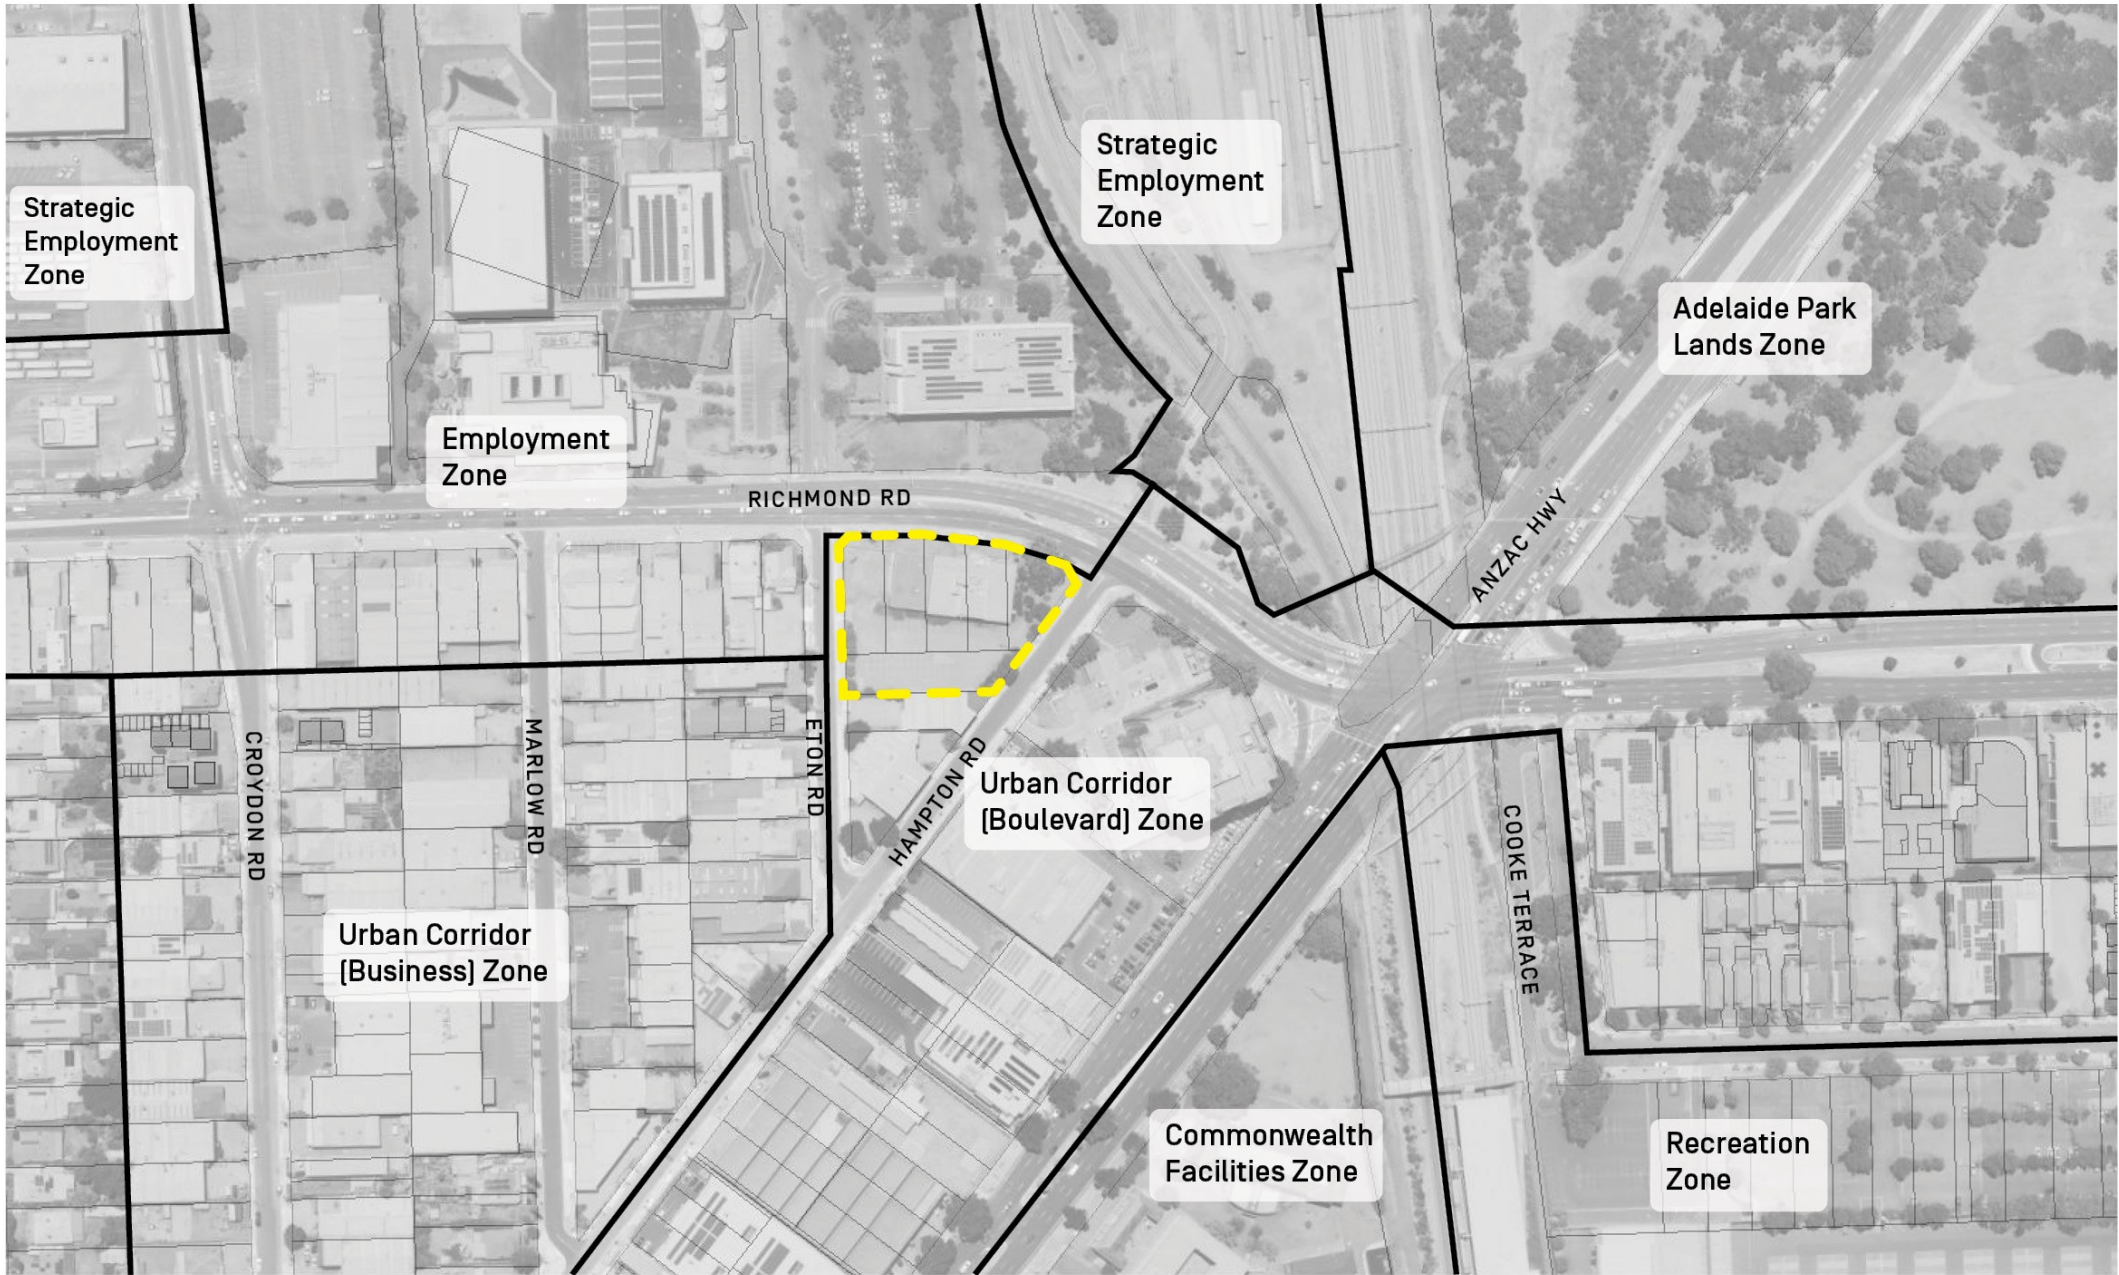 Strategic
Employment
Zone
Strategic
Employment
Zone
Adelaide Park
Lands Zone
Employment
Zone
RICHMOND RD
ANZAC HWY
CROYDON RD
MARLOW RD
ETON RD
HAMPTON RD
Urban Corridor
(Boulevard) Zone
COOKE TERRACE
Urban Corridor
(Business) Zone
Commonwealth
Facilities Zone
Recreation
Zone